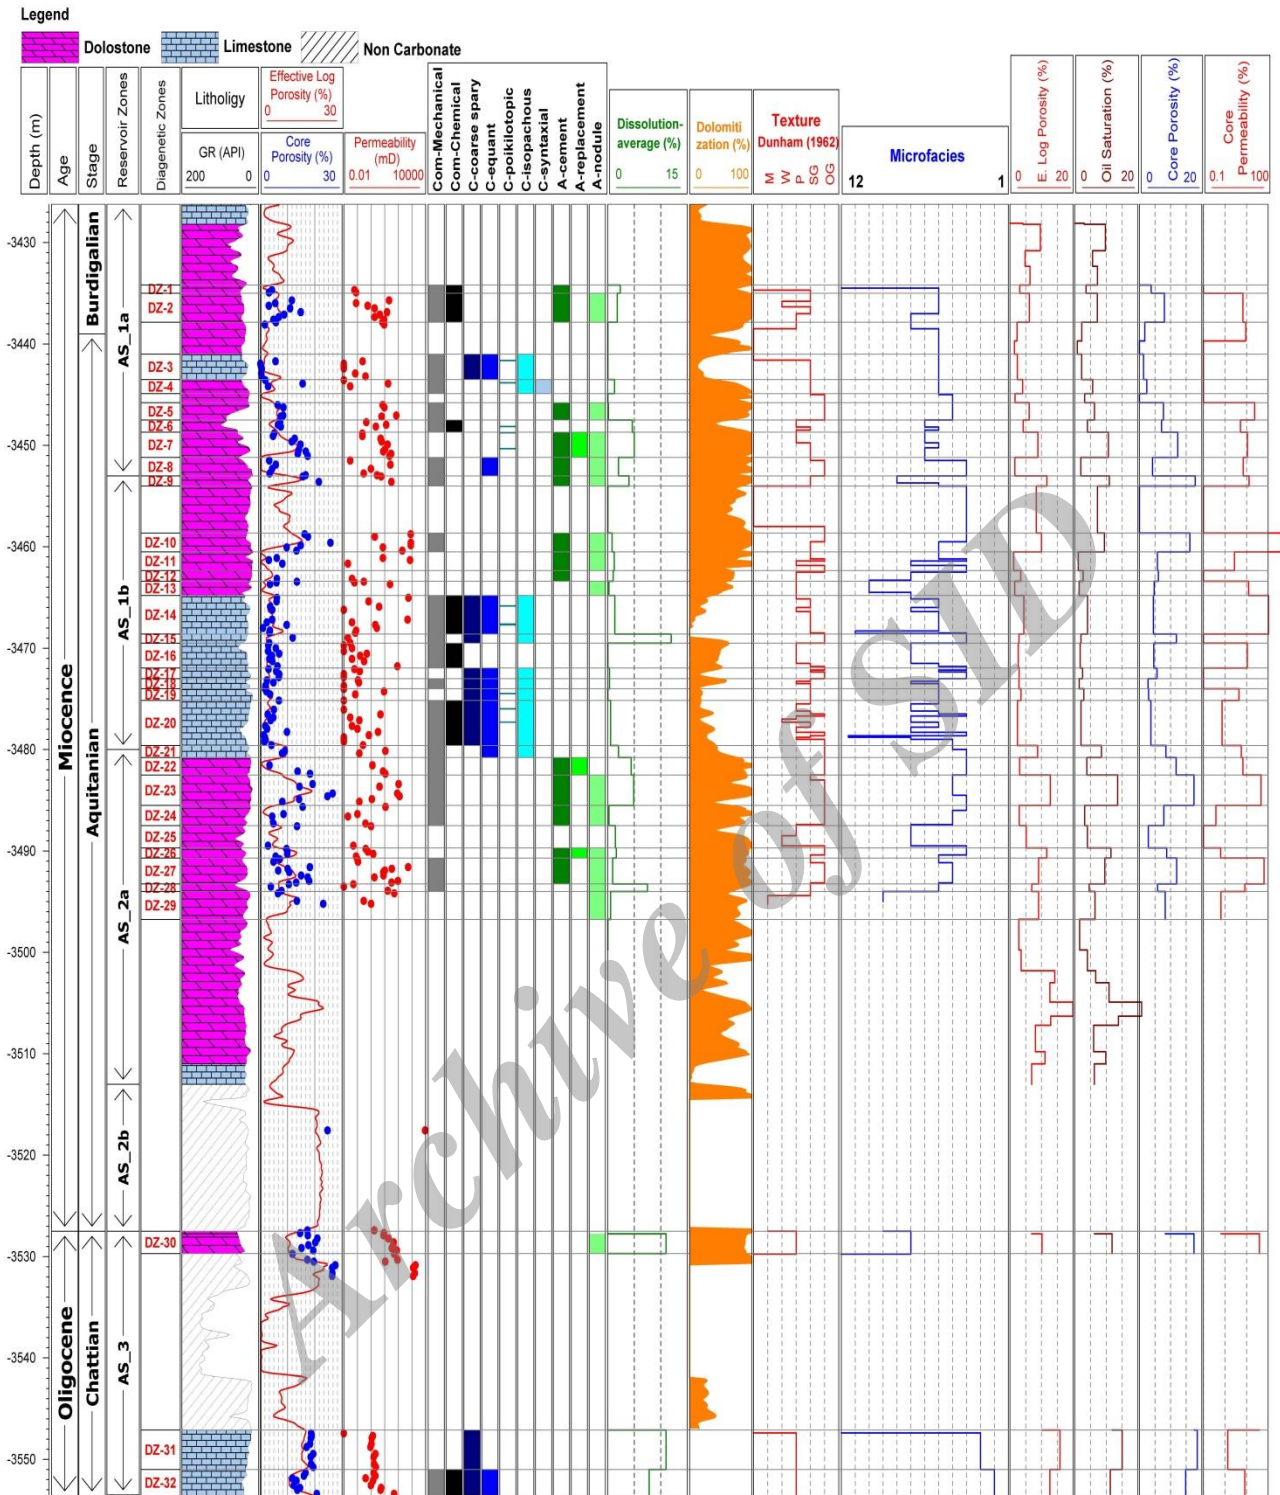 Legend
Dolostone
Limestone
Non Carbonate
Depth (m)
Age
Stage
Reservoir Zones
Diagenetic Zones
Litholigy
GR (API)
200 0
Effective Log
Porosity (%)
0 30
Core
Porosity (%)
0 30
Permeability
(mD)
0.01 10000
Com-Mechanical
Com-Chemical
C-coarse spary
C-equant
C-poikilotopic
C-isopachous
C-syntaxial
A-cement
A-replacement
A-nodule
Dissolution-
average (%)
0 15
Dolomiti
zation (%)
0 100
Texture
Dunham (1962)
M
W
P
SG
OG
Microfacies
12 1
E. Log Porosity (%)
0 20
Oil Saturation (%)
0 20
Core Porosity (%)
0 20
Core
Permeability (%)
0.1 100
-3430
-3440
-3450
-3460
-3470
-3480
-3490
-3500
-3510
-3520
-3530
-3540
-3550
Miocence
Oligocene
Burdigalian
Aquitanian
Chattian
AS_1a
AS_1b
AS_2a
AS_2b
AS_3
DZ-1
DZ-2
DZ-3
DZ-4
DZ-5
DZ-6
DZ-7
DZ-8
DZ-9
DZ-10
DZ-11
DZ-12
DZ-13
DZ-14
DZ-15
DZ-16
DZ-17
DZ-18
DZ-19
DZ-20
DZ-21
DZ-22
DZ-23
DZ-24
DZ-25
DZ-26
DZ-27
DZ-28
DZ-29
DZ-30
DZ-31
DZ-32
Archive of SID